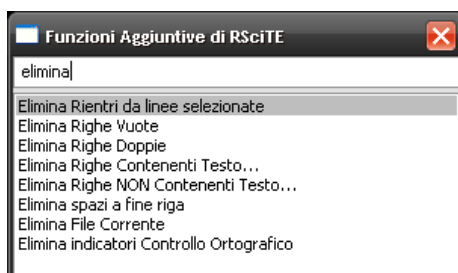 Funzioni Aggiuntive di RSciTE
elimina
Elimina Rientri da linee selezionate
Elimina Righe Vuote
Elimina Righe Doppie
Elimina Righe Contenenti Testo...
Elimina Righe NON Contenenti Testo...
Elimina spazi a fine riga
Elimina File Corrente
Elimina indicatori Controllo Ortografico